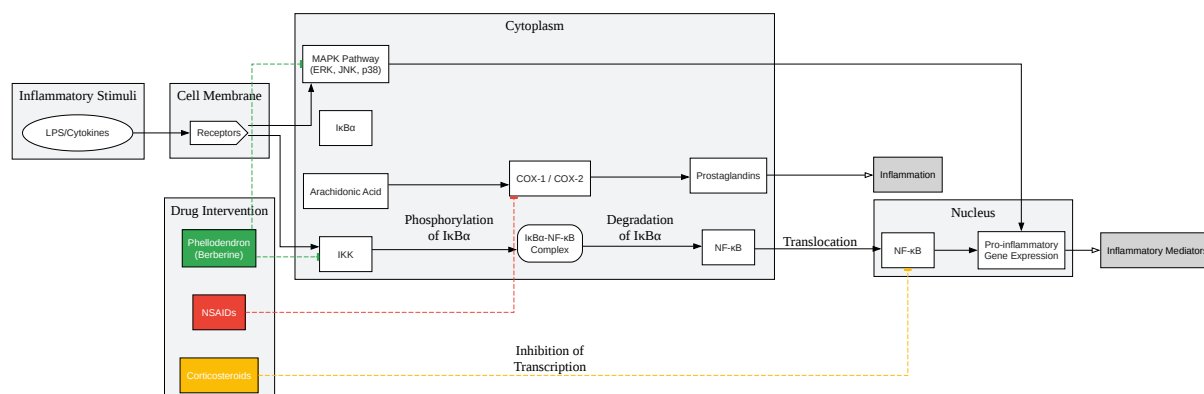 Cytoplasm
MAPK Pathway
(ERK, JNK, p38)
Inflammatory Stimuli
Cell Membrane
LPS/Cytokines
Receptors
IκBα
Arachidonic Acid
COX-1 / COX-2
Prostaglandins
Inflammation
Drug Intervention
Phosphorylation
of IκBα
Degradation
of IκBα
Nucleus
Phellodendron
(Berberine)
IKK
IκBα-NF-κB
Complex
NF-κB
Translocation
NF-κB
Pro-inflammatory
Gene Expression
Inflammatory Mediators
NSAIDs
Inhibition of
Transcription
Corticosteroids